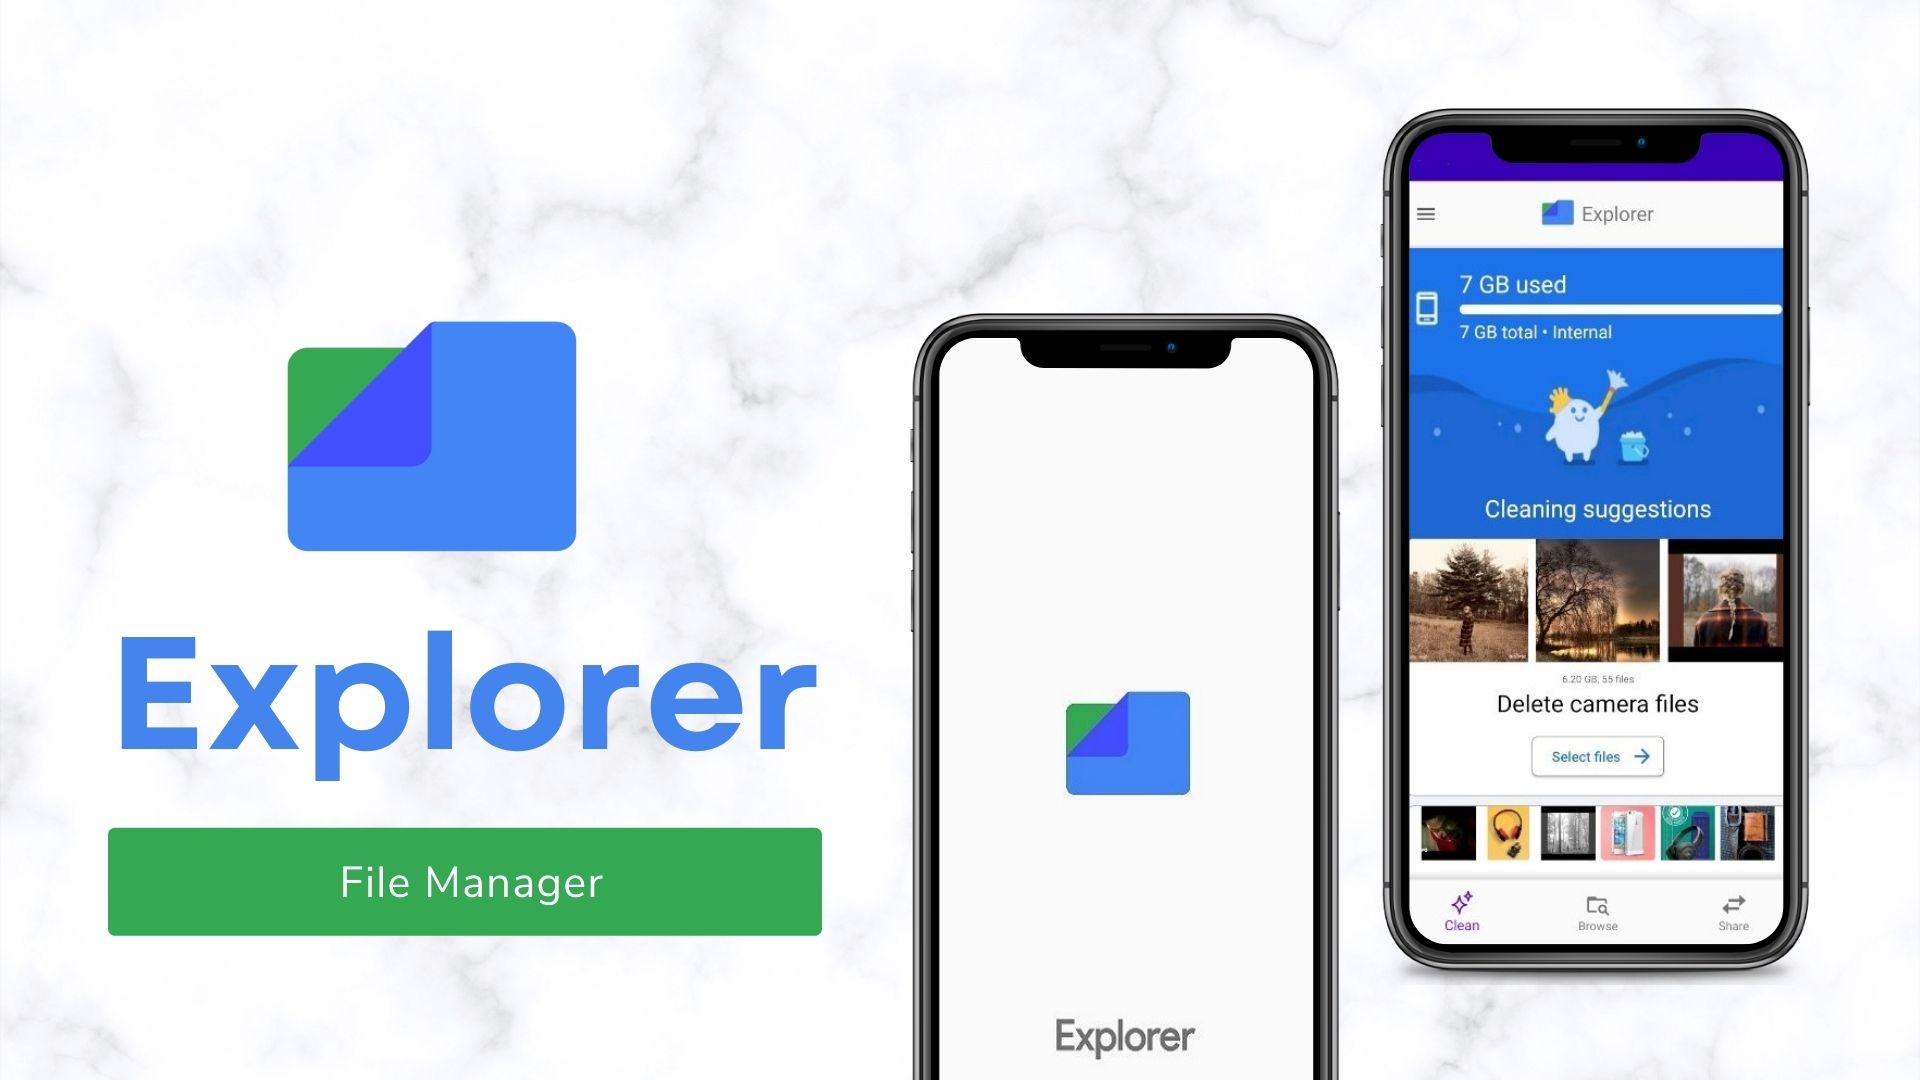 Explorer
File Manager
Explorer
Explorer
7 GB used
7 GB total • Internal
Cleaning suggestions
6.20 GB, 55 files
Delete camera files
Select files
Clean
Browse
Share